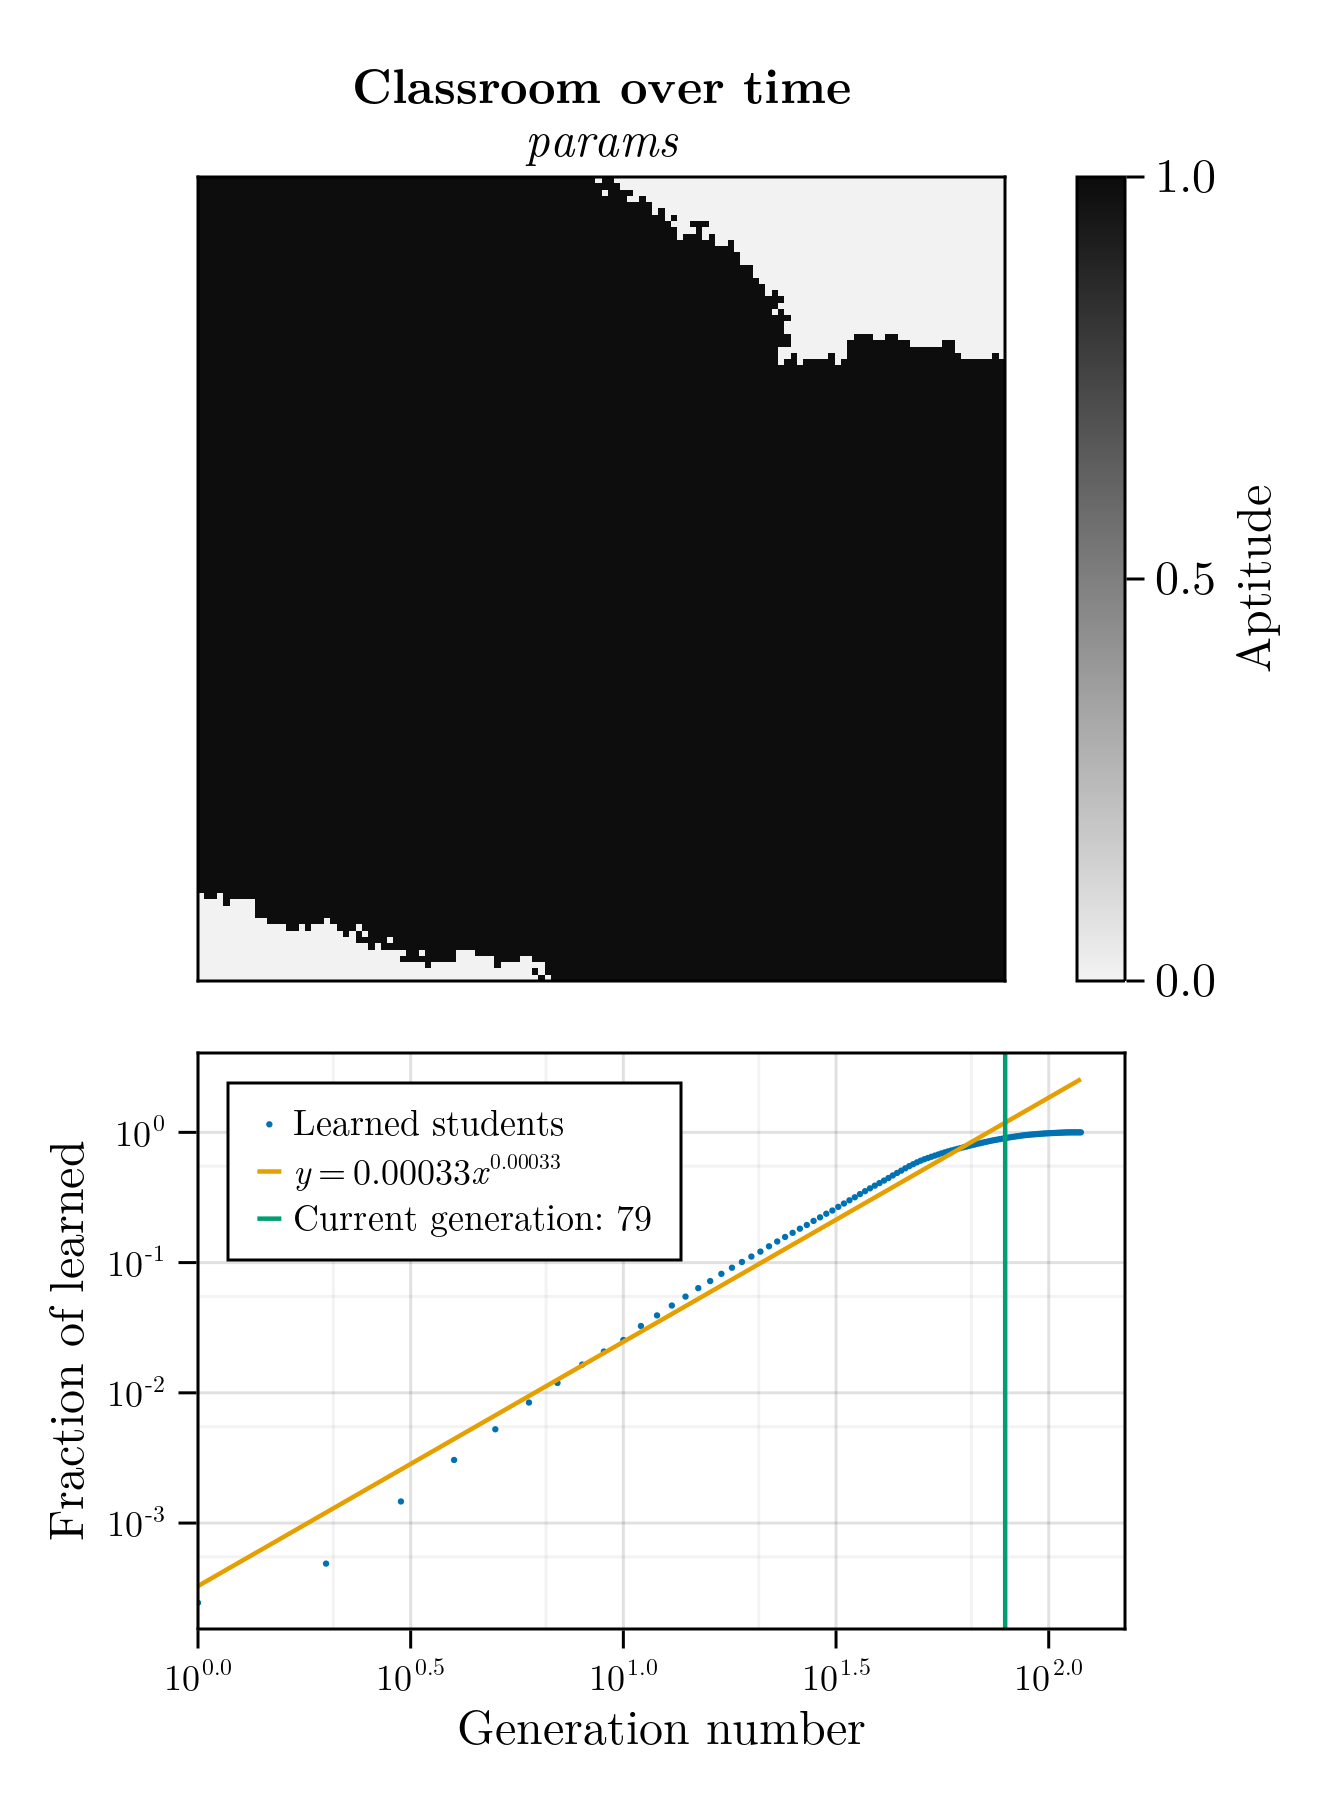 Classroom over time
params
1.0
0.5
0.0
Aptitude
Learned students
y = 0.00033x^0.00033
Current generation: 79
10^0
10^-1
10^-2
10^-3
Fraction of learned
10^0.0 10^0.5 10^1.0 10^1.5 10^2.0
Generation number